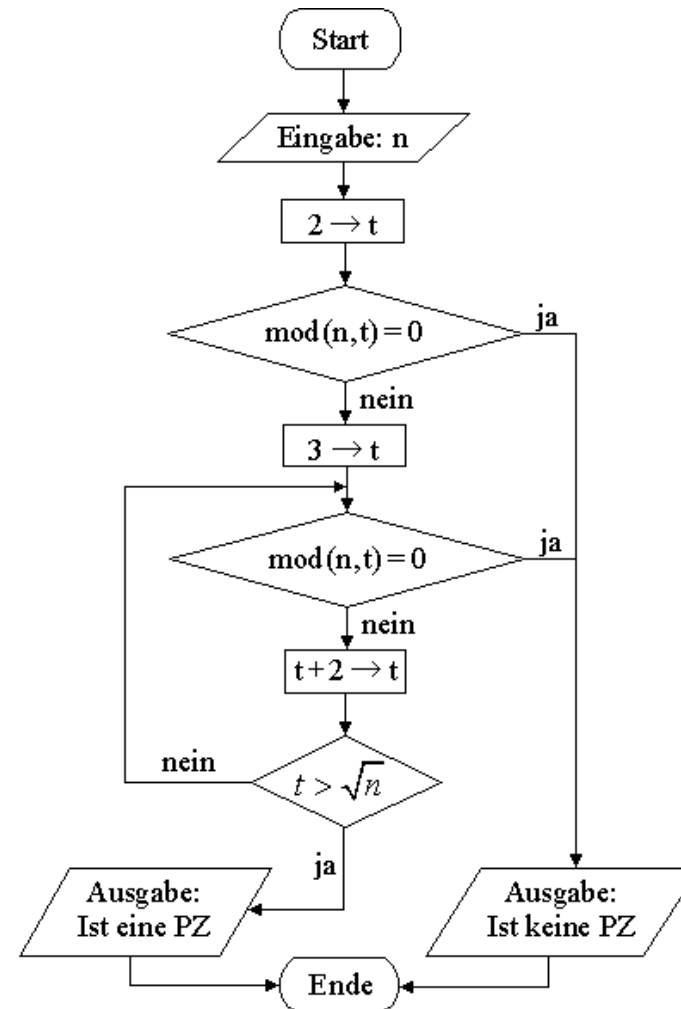 Start
Eingabe: n
2 → t
mod(n,t) = 0
ja
nein
3 → t
mod(n,t) = 0
ja
nein
t + 2 → t
nein
t > √n
ja
Ausgabe:
Ist eine PZ
Ausgabe:
Ist keine PZ
Ende